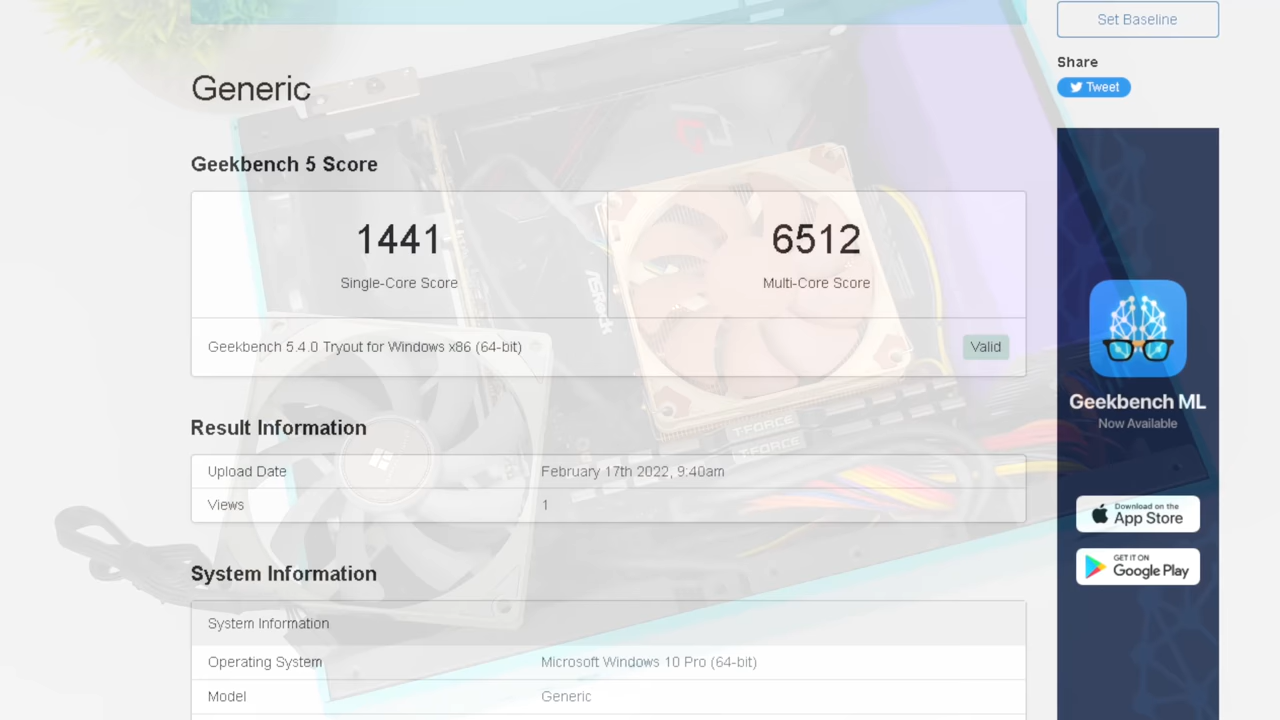 Set Baseline
Share
Tweet
Generic
Geekbench 5 Score
1441
6512
Single-Core Score
Multi-Core Score
Geekbench 5.4.0 Tryout for Windows x86 (64-bit)
Valid
Result Information
Upload Date
February 17th 2022, 9:40am
Views
1
System Information
System Information
Operating System
Microsoft Windows 10 Pro (64-bit)
Model
Generic
Geekbench ML
Now Available
Download on the
App Store
GET IT ON
Google Play
ASRock
T-FORCE
T-FORCE